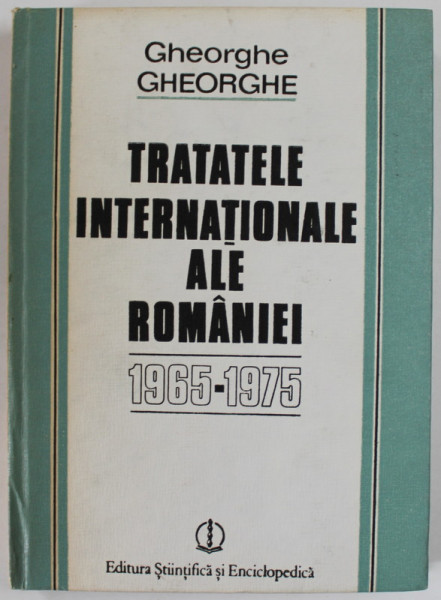 Gheorghe
GHEORGHE
TRATATELE
INTERNAȚIONALE
ALE
ROMÂNIEI
1965-1975
Editura Științifică și Enciclopedică